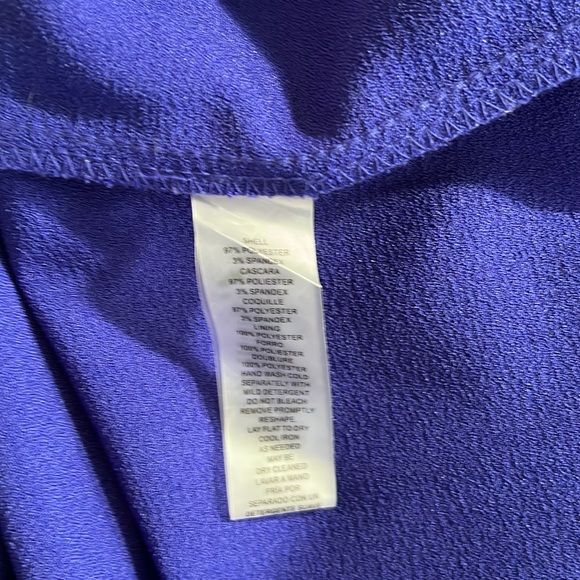 SHELL
97% POLYESTER
3% SPANDEX
CASCARA
97% POLIESTER
3% SPANDEX
COQUILLE
97% POLYESTER
3% SPANDEX
LINING
100% POLYESTER
FORRO
100% POLIESTER
DOUBLURE
100% POLYESTER
HAND WASH COLD
SEPARATELY WITH
MILD DETERGENT
DO NOT BLEACH
REMOVE PROMPTLY
RESHAPE,
LAY FLAT TO DRY
COOL IRON
AS NEEDED
MAY BE
DRY CLEANED
LAVAR A MANO
FRIA POR
SEPARADO CON UN
DETERGENTE SUAVE